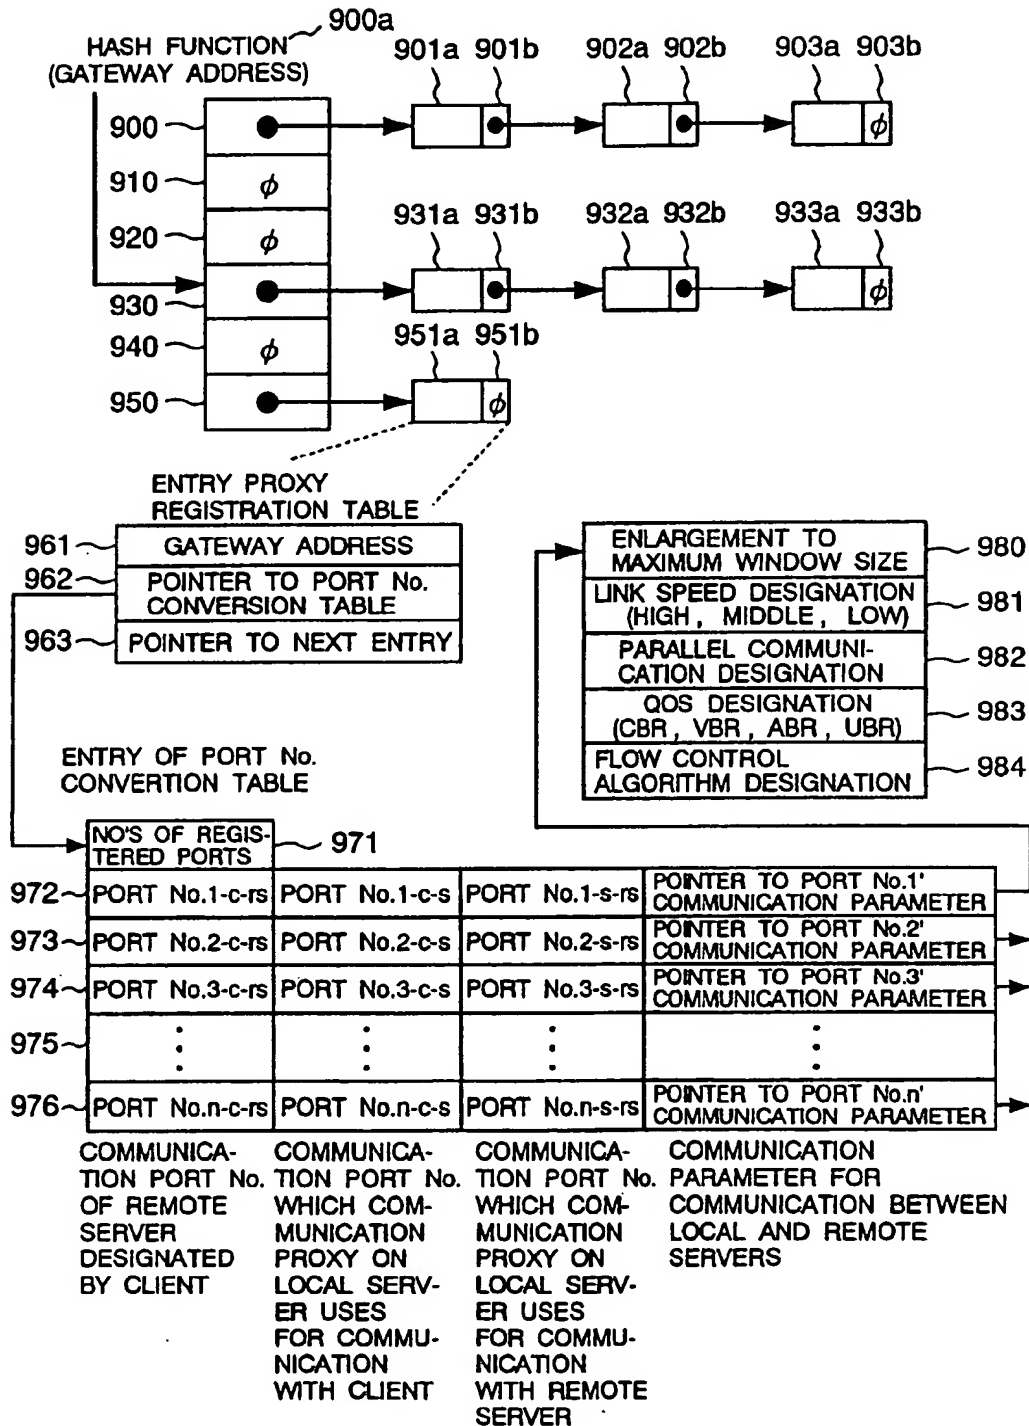 900a
HASH FUNCTION
(GATEWAY ADDRESS)
901a 901b 902a 902b 903a 903b
900
ϕ
910 ϕ
920 ϕ
931a 931b 932a 932b 933a 933b
930
ϕ
940 ϕ
951a 951b
950
ϕ
ENTRY PROXY
REGISTRATION TABLE
961 GATEWAY ADDRESS
962 POINTER TO PORT No.
CONVERSION TABLE
963 POINTER TO NEXT ENTRY
ENLARGEMENT TO
MAXIMUM WINDOW SIZE 980
LINK SPEED DESIGNATION
(HIGH, MIDDLE, LOW) 981
PARALLEL COMMUNI-
CATION DESIGNATION 982
QOS DESIGNATION
(CBR, VBR, ABR, UBR) 983
FLOW CONTROL
ALGORITHM DESIGNATION 984
ENTRY OF PORT No.
CONVERTION TABLE
NO'S OF REGIS-
TERED PORTS 971
972 PORT No.1-c-rs PORT No.1-c-s PORT No.1-s-rs POINTER TO PORT No.1'
COMMUNICATION PARAMETER
973 PORT No.2-c-rs PORT No.2-c-s PORT No.2-s-rs POINTER TO PORT No.2'
COMMUNICATION PARAMETER
974 PORT No.3-c-rs PORT No.3-c-s PORT No.3-s-rs POINTER TO PORT No.3'
COMMUNICATION PARAMETER
975
976 PORT No.n-c-rs PORT No.n-c-s PORT No.n-s-rs POINTER TO PORT No.n'
COMMUNICATION PARAMETER
COMMUNICA-
TION PORT No.
OF REMOTE
SERVER
DESIGNATED
BY CLIENT
COMMUNICA-
TION PORT No.
WHICH COM-
MUNICATION
PROXY ON
LOCAL SERV-
ER USES
FOR COMMU-
NICATION
WITH CLIENT
COMMUNICA-
TION PORT No.
WHICH COM-
MUNICATION
PROXY ON
LOCAL SERV-
ER USES
FOR COMMU-
NICATION
WITH REMOTE
SERVER
COMMUNICATION
PARAMETER FOR
COMMUNICATION BETWEEN
LOCAL AND REMOTE
SERVERS